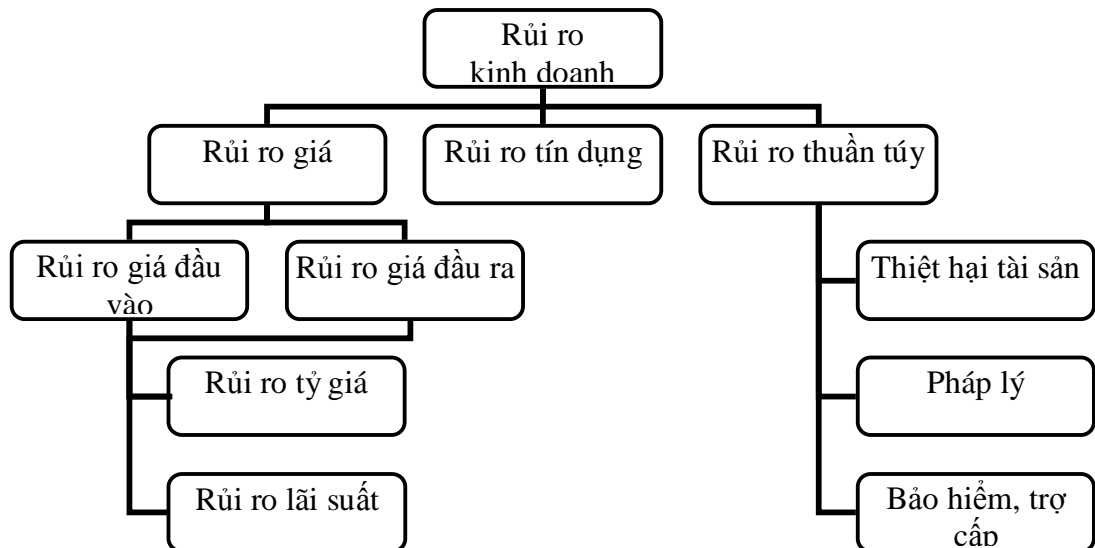 Rủi ro
kinh doanh
Rủi ro giá
Rủi ro tín dụng
Rủi ro thuần túy
Rủi ro giá đầu
vào
Rủi ro giá đầu ra
Thiệt hại tài sản
Rủi ro tỷ giá
Pháp lý
Rủi ro lãi suất
Bảo hiểm, trợ
cấp